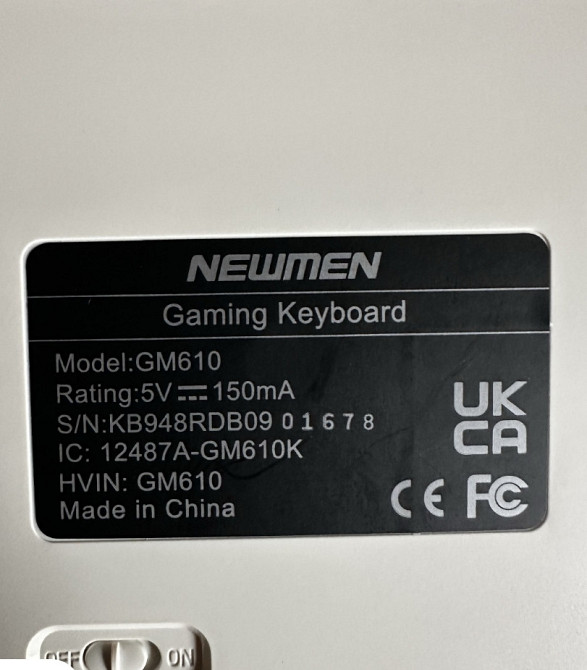 NEWMEN
Gaming Keyboard
Model:GM610
Rating:5V⎓150mA
S/N:KB948RDB09 01678
IC: 12487A-GM610K
HVIN: GM610
Made in China
UK
CA
CE FC
OFF ON